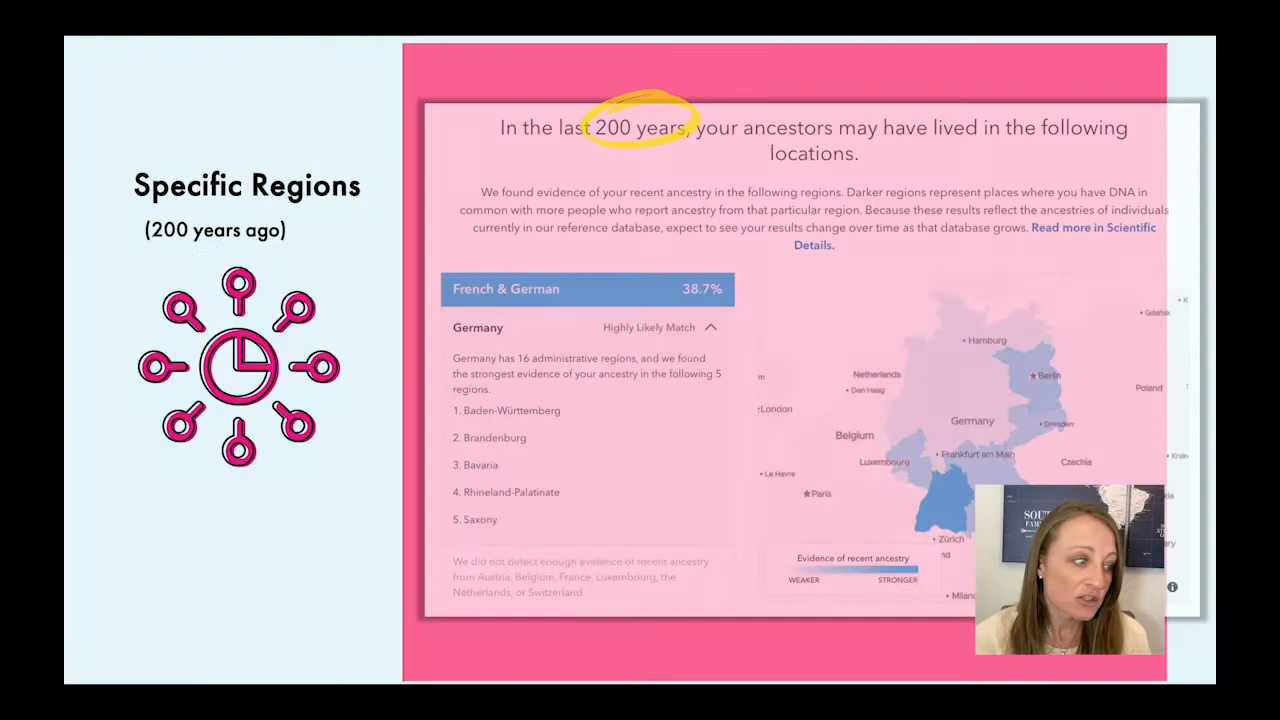 Specific Regions
(200 years ago)
In the last 200 years, your ancestors may have lived in the following
locations.
We found evidence of your recent ancestry in the following regions. Darker regions represent places where you have DNA in
common with more people who report ancestry from that particular region. Because these results reflect the ancestries of individuals
currently in our reference database, expect to see your results change over time as that database grows. Read more in Scientific
Details.
French & German 38.7%
Germany Highly Likely Match
Germany has 16 administrative regions, and we found
the strongest evidence of your ancestry in the following 5
regions.
1. Baden-Württemberg
2. Brandenburg
3. Bavaria
4. Rhineland-Palatinate
5. Saxony
We did not detect enough evidence of recent ancestry
from Austria, Belgium, France, Luxembourg, the
Netherlands, or Switzerland.
Gdańsk
Hamburg
Netherlands
Berlin
Den Haag
Poland
London
Germany
Dresden
Belgium
Frankfurt am Main
Luxembourg
Czechia
Le Havre
Paris
Zürich
Evidence of recent ancestry
WEAKER STRONGER